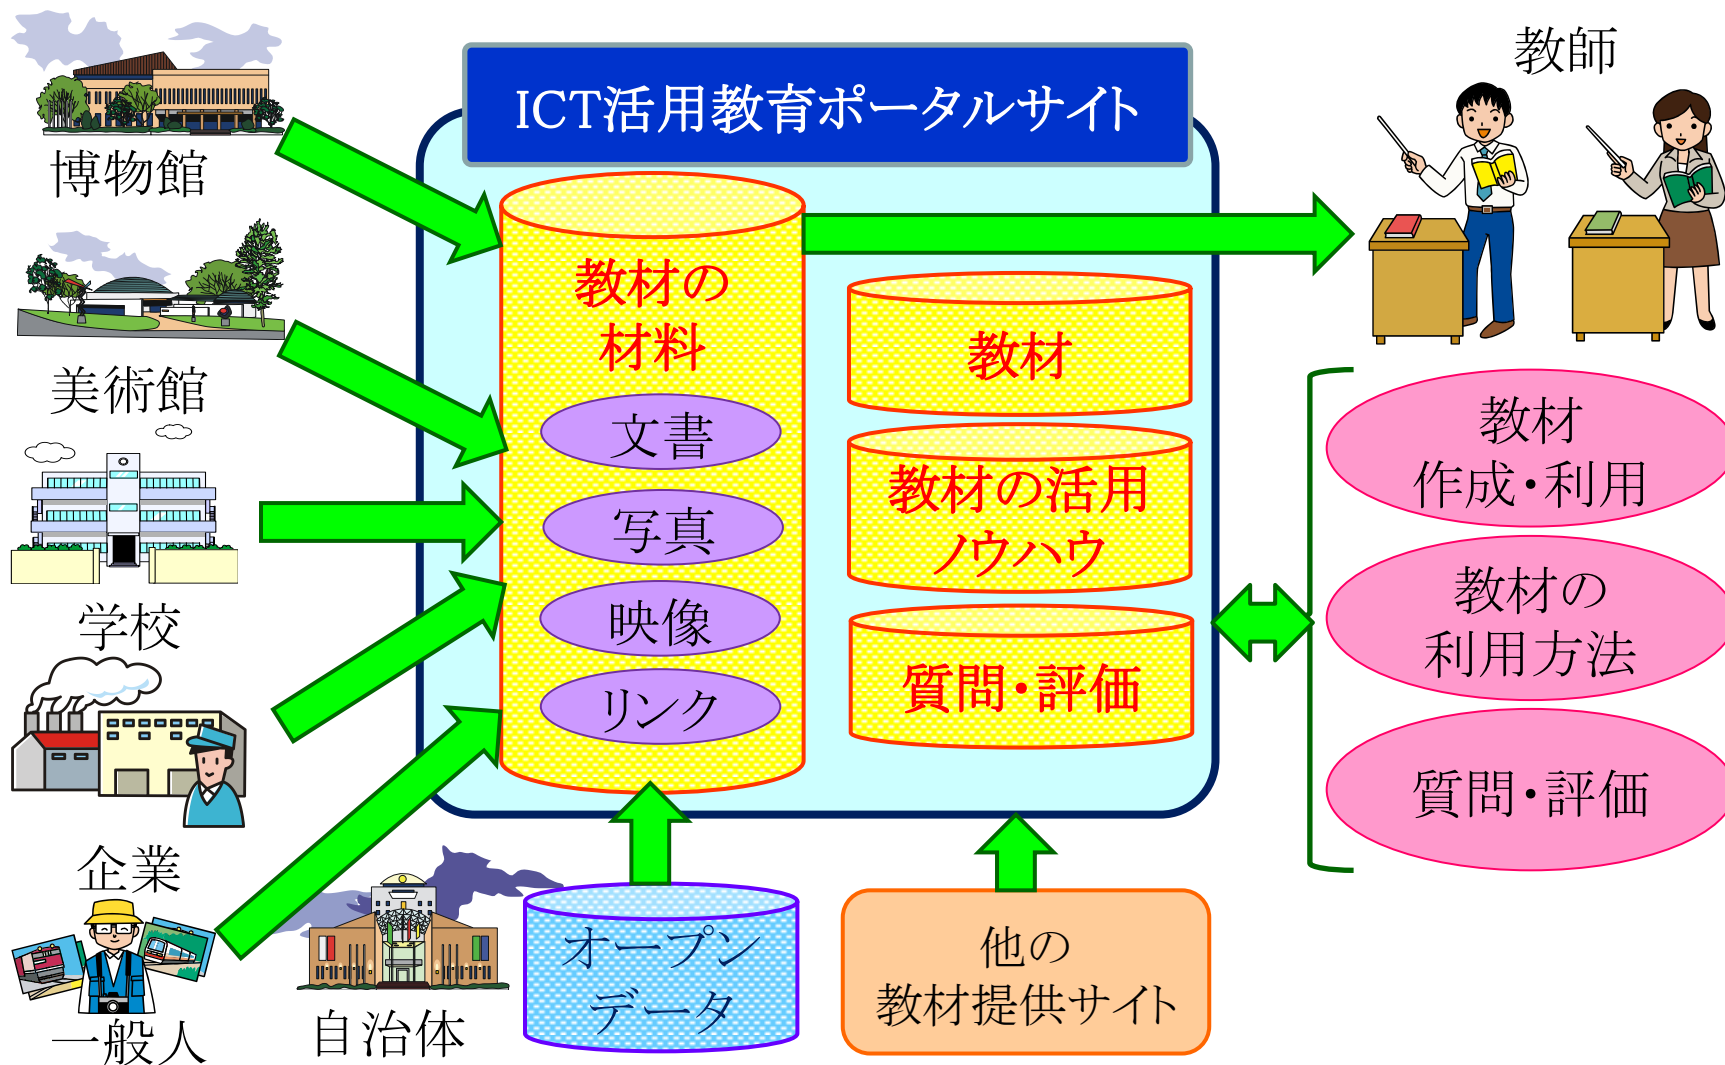 ICT活用教育ポータルサイト
博物館
美術館
学校
企業
一般人
自治体
教材の
材料
文書
写真
映像
リンク
教材
教材の活用
ノウハウ
質問・評価
オープン
データ
他の
教材提供サイト
教師
教材
作成・利用
教材の
利用方法
質問・評価